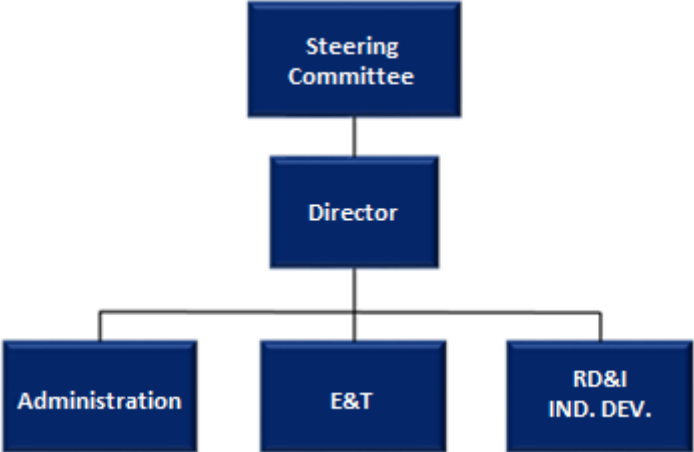 Steering
Committee
Director
Administration
E&T
RD&I
IND. DEV.